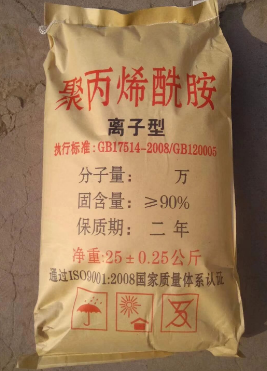 聚丙烯酰胺
离子型
执行标准:GB17514-2008/GB120005
分子量: 万
固含量: ≥90%
保质期: 二年
净重:25±0.25公斤
通过ISO9001:2008国家质量体系认证